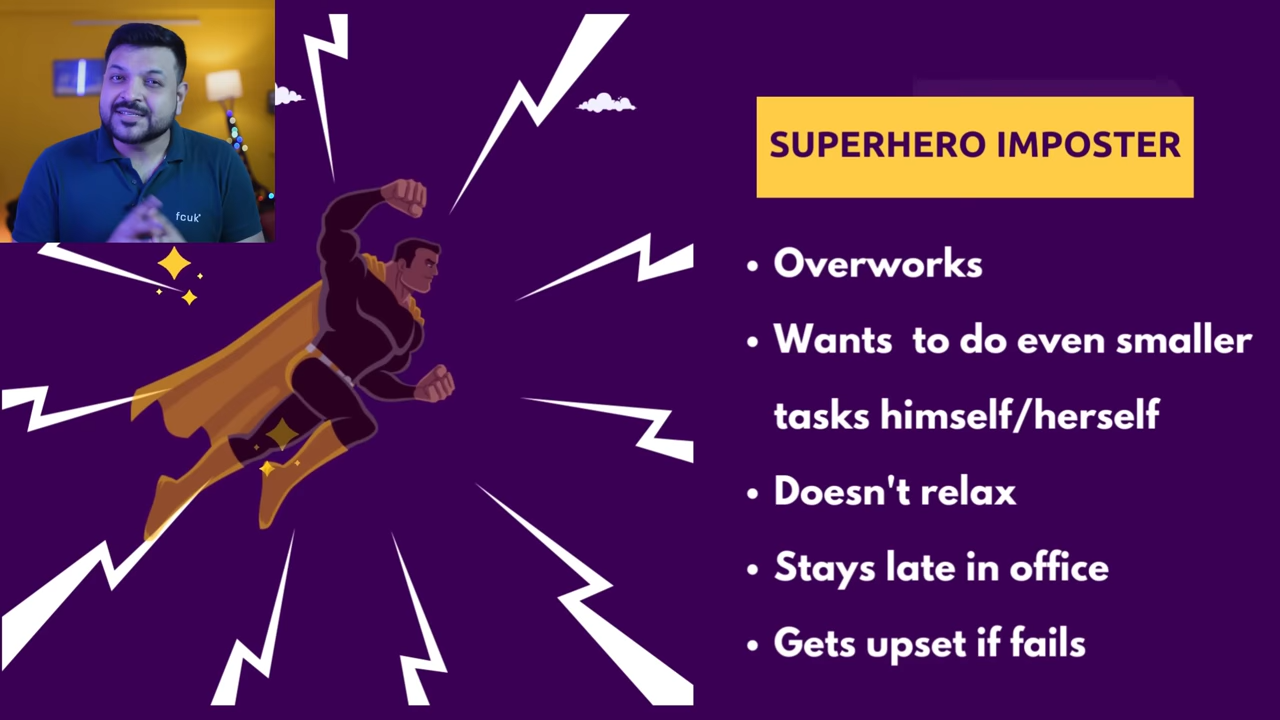 fcuk
SUPERHERO IMPOSTER
• Overworks
• Wants  to do even smaller
tasks himself/herself
• Doesn't relax
• Stays late in office
• Gets upset if fails